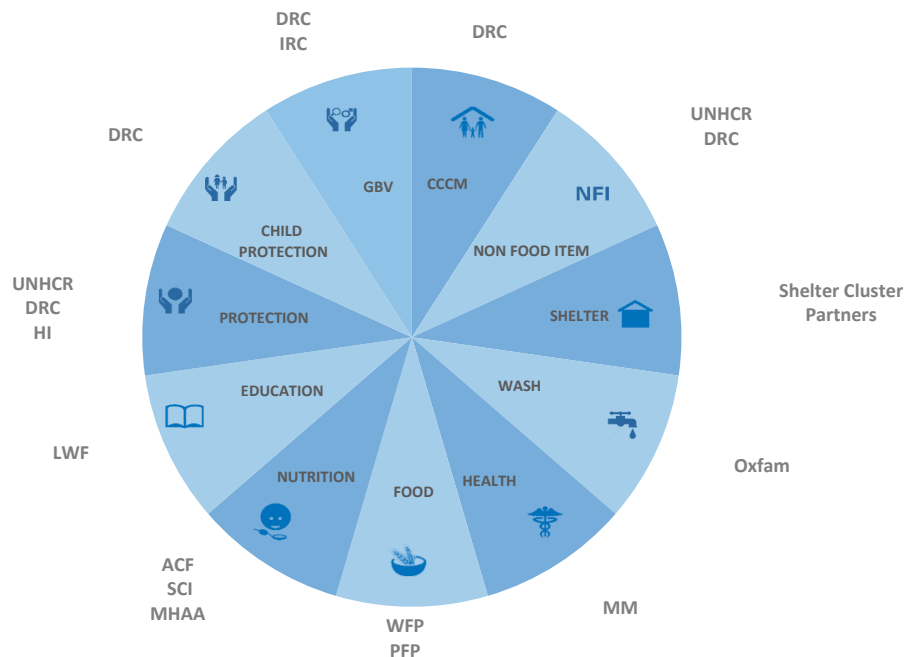 DRC
IRC
DRC
UNHCR
DRC
DRC
GBV
CCCM
NFI
CHILD
PROTECTION
NON FOOD ITEM
UNHCR
DRC
HI
PROTECTION
SHELTER
Shelter Cluster
Partners
EDUCATION
WASH
LWF
Oxfam
NUTRITION
FOOD
HEALTH
ACF
SCI
MHAA
WFP
PFP
MM